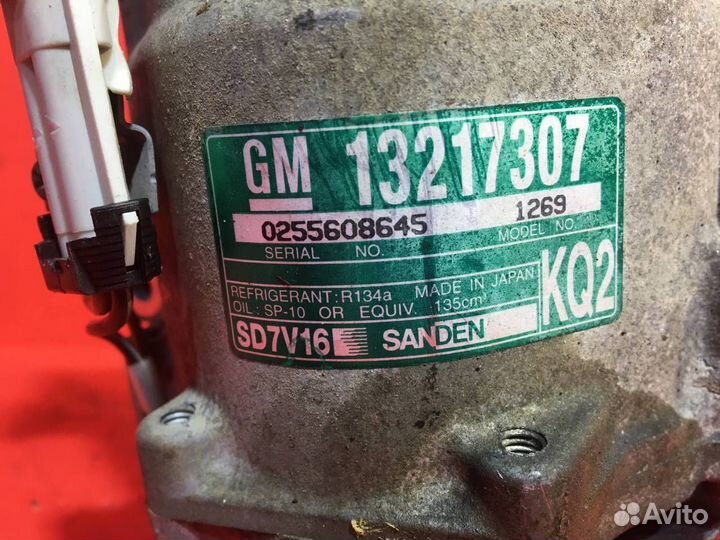 GM 13217307
0255608645 1269
SERIAL NO. MODEL NO.
REFRIGERANT:R134a MADE IN JAPAN
OIL:SP-10 OR EQUIV. 135cm³
KQ2
SD7V16 SANDEN
Avito